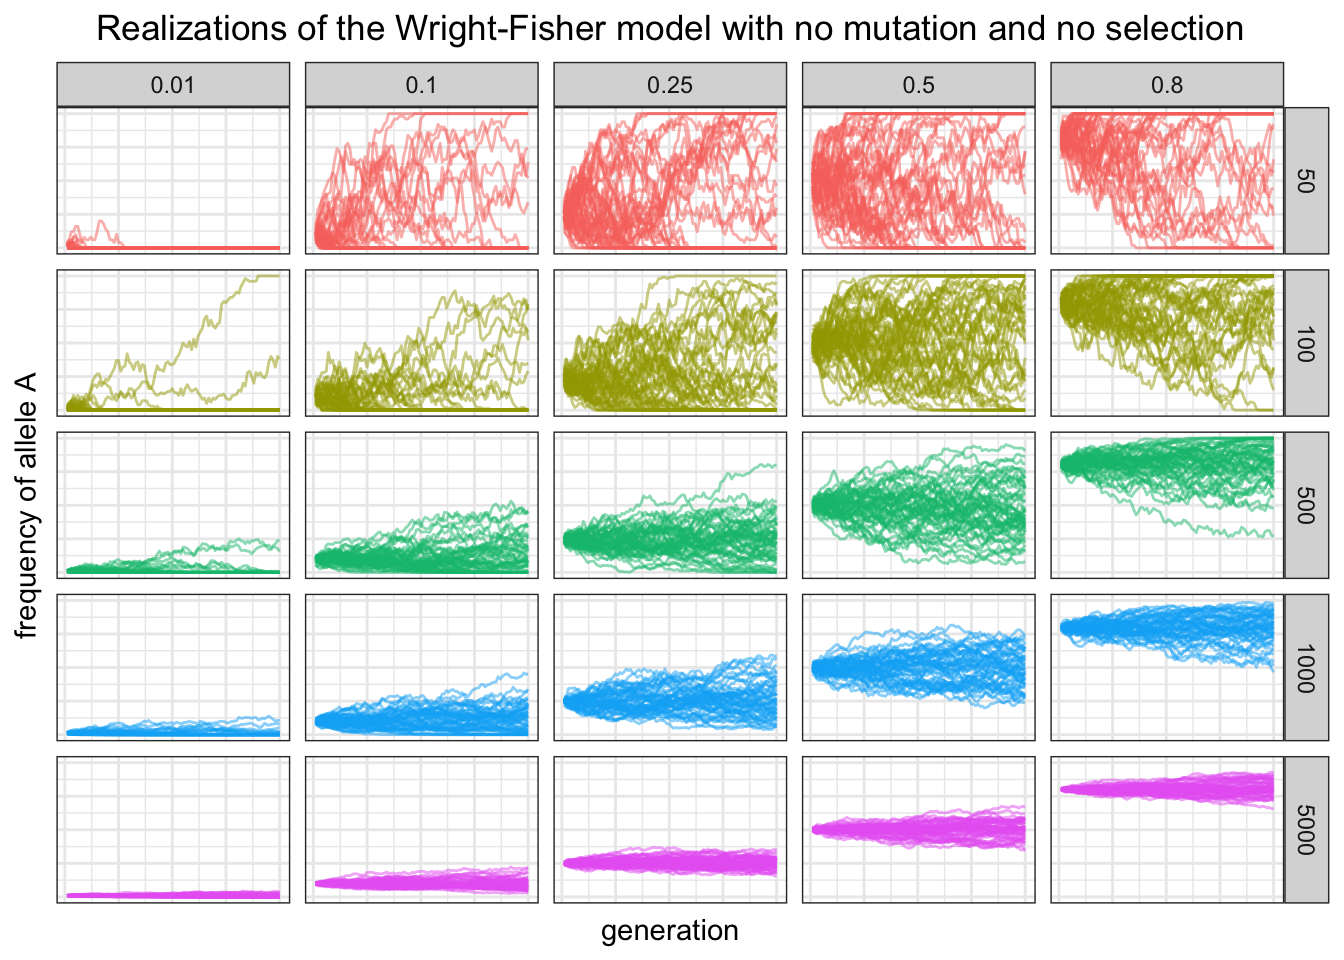 Realizations of the Wright-Fisher model with no mutation and no selection
0.01 0.1 0.25 0.5 0.8
50
100
500
1000
5000
frequency of allele A
generation